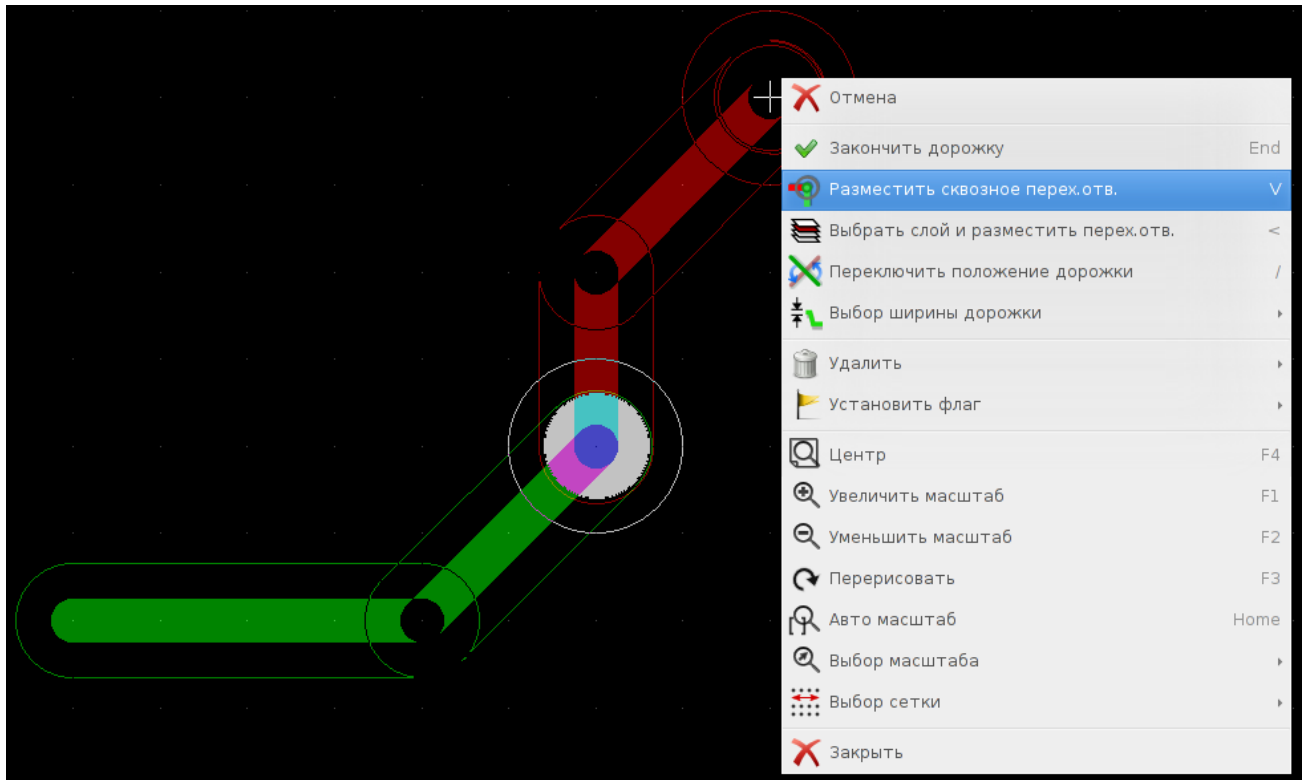 Отмена
Закончить дорожку End
Разместить сквозное перех.отв. V
Выбрать слой и разместить перех.отв. <
Переключить положение дорожки /
Выбор ширины дорожки
Удалить
Установить флаг
Центр F4
Увеличить масштаб F1
Уменьшить масштаб F2
Перерисовать F3
Авто масштаб Home
Выбор масштаба
Выбор сетки
Закрыть